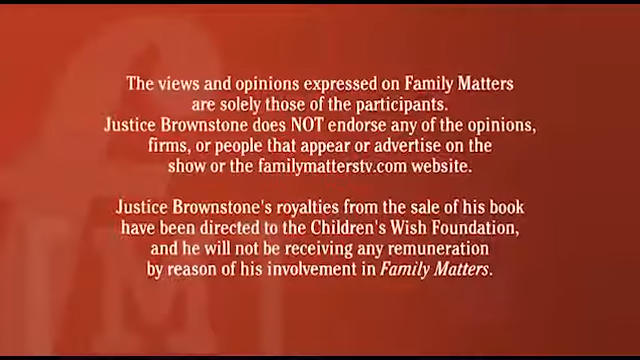 The views and opinions expressed on Family Matters
are solely those of the participants.
Justice Brownstone does NOT endorse any of the opinions,
firms, or people that appear or advertise on the
show or the familymatterstv.com website.
Justice Brownstone's royalties from the sale of his book
have been directed to the Children's Wish Foundation,
and he will not be receiving any remuneration
by reason of his involvement in Family Matters.